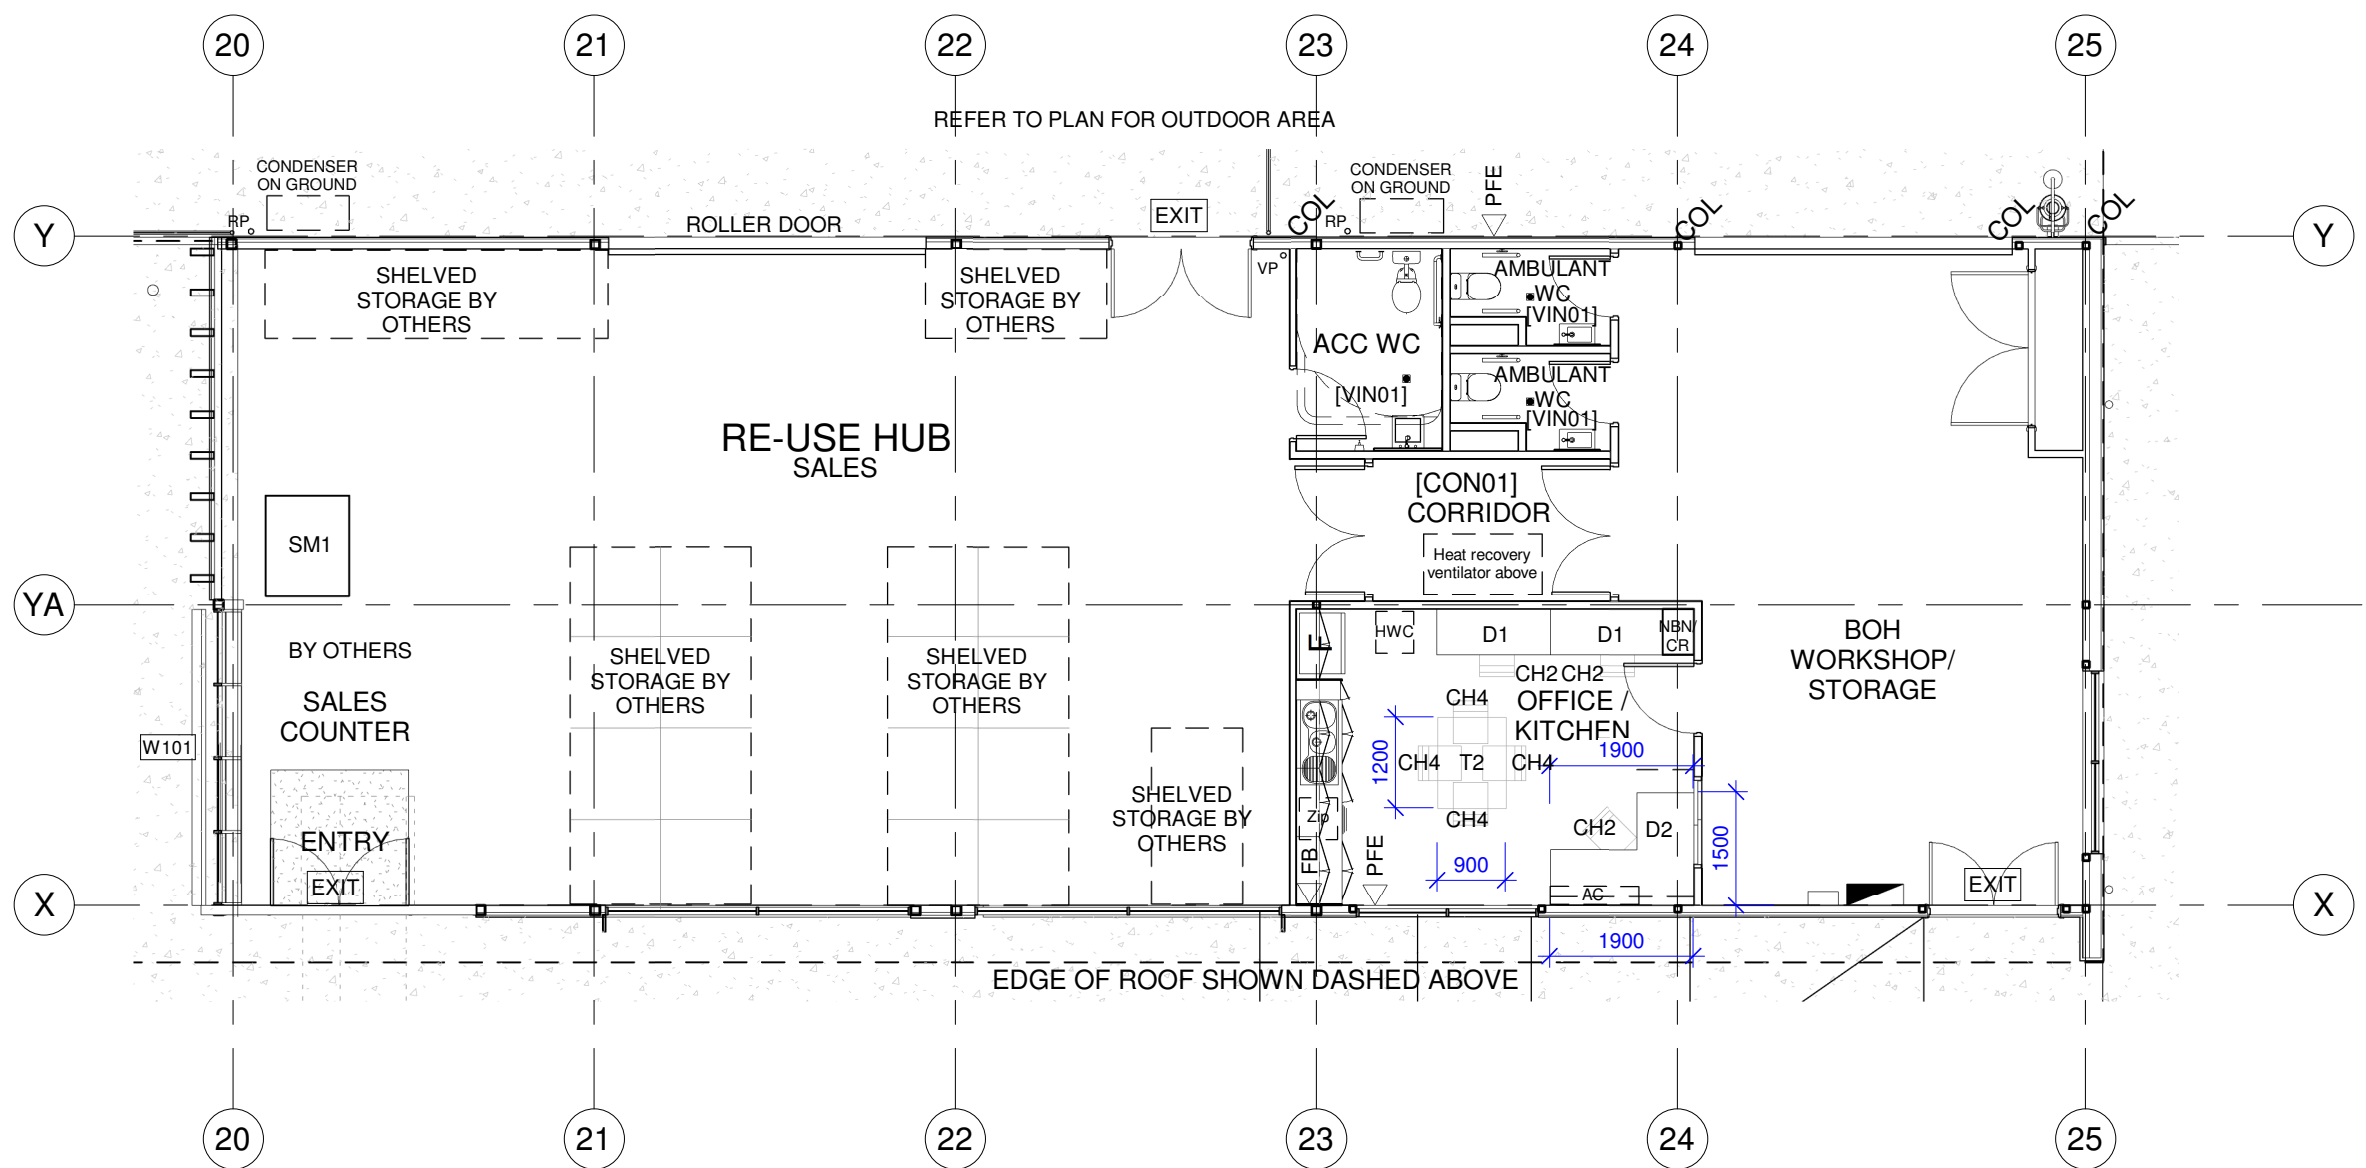 20
21
22
23
24
25
REFER TO PLAN FOR OUTDOOR AREA
CONDENSER
ON GROUND
CONDENSER
ON GROUND
PFE
EXIT
COL
COL
COL
COL
RP
RP
ROLLER DOOR
Y
Y
VP
SHELVED
STORAGE BY
OTHERS
SHELVED
STORAGE BY
OTHERS
AMBULANT
WC
[VIN01]
ACC WC
[VIN01]
AMBULANT
WC
[VIN01]
RE-USE HUB
SALES
[CON01]
CORRIDOR
SM1
Heat recovery
ventilator above
YA
BY OTHERS
SALES
COUNTER
SHELVED
STORAGE BY
OTHERS
SHELVED
STORAGE BY
OTHERS
F
HWC
D1
D1
NBN/
CR
BOH
WORKSHOP/
STORAGE
CH2
CH2
CH4
OFFICE /
KITCHEN
W101
1200
CH4
T2
CH4
1900
SHELVED
STORAGE BY
OTHERS
Zip
CH4
CH2
D2
1500
ENTRY
EXIT
FB
PFE
900
AC
EXIT
X
X
1900
EDGE OF ROOF SHOWN DASHED ABOVE
20
21
22
23
24
25